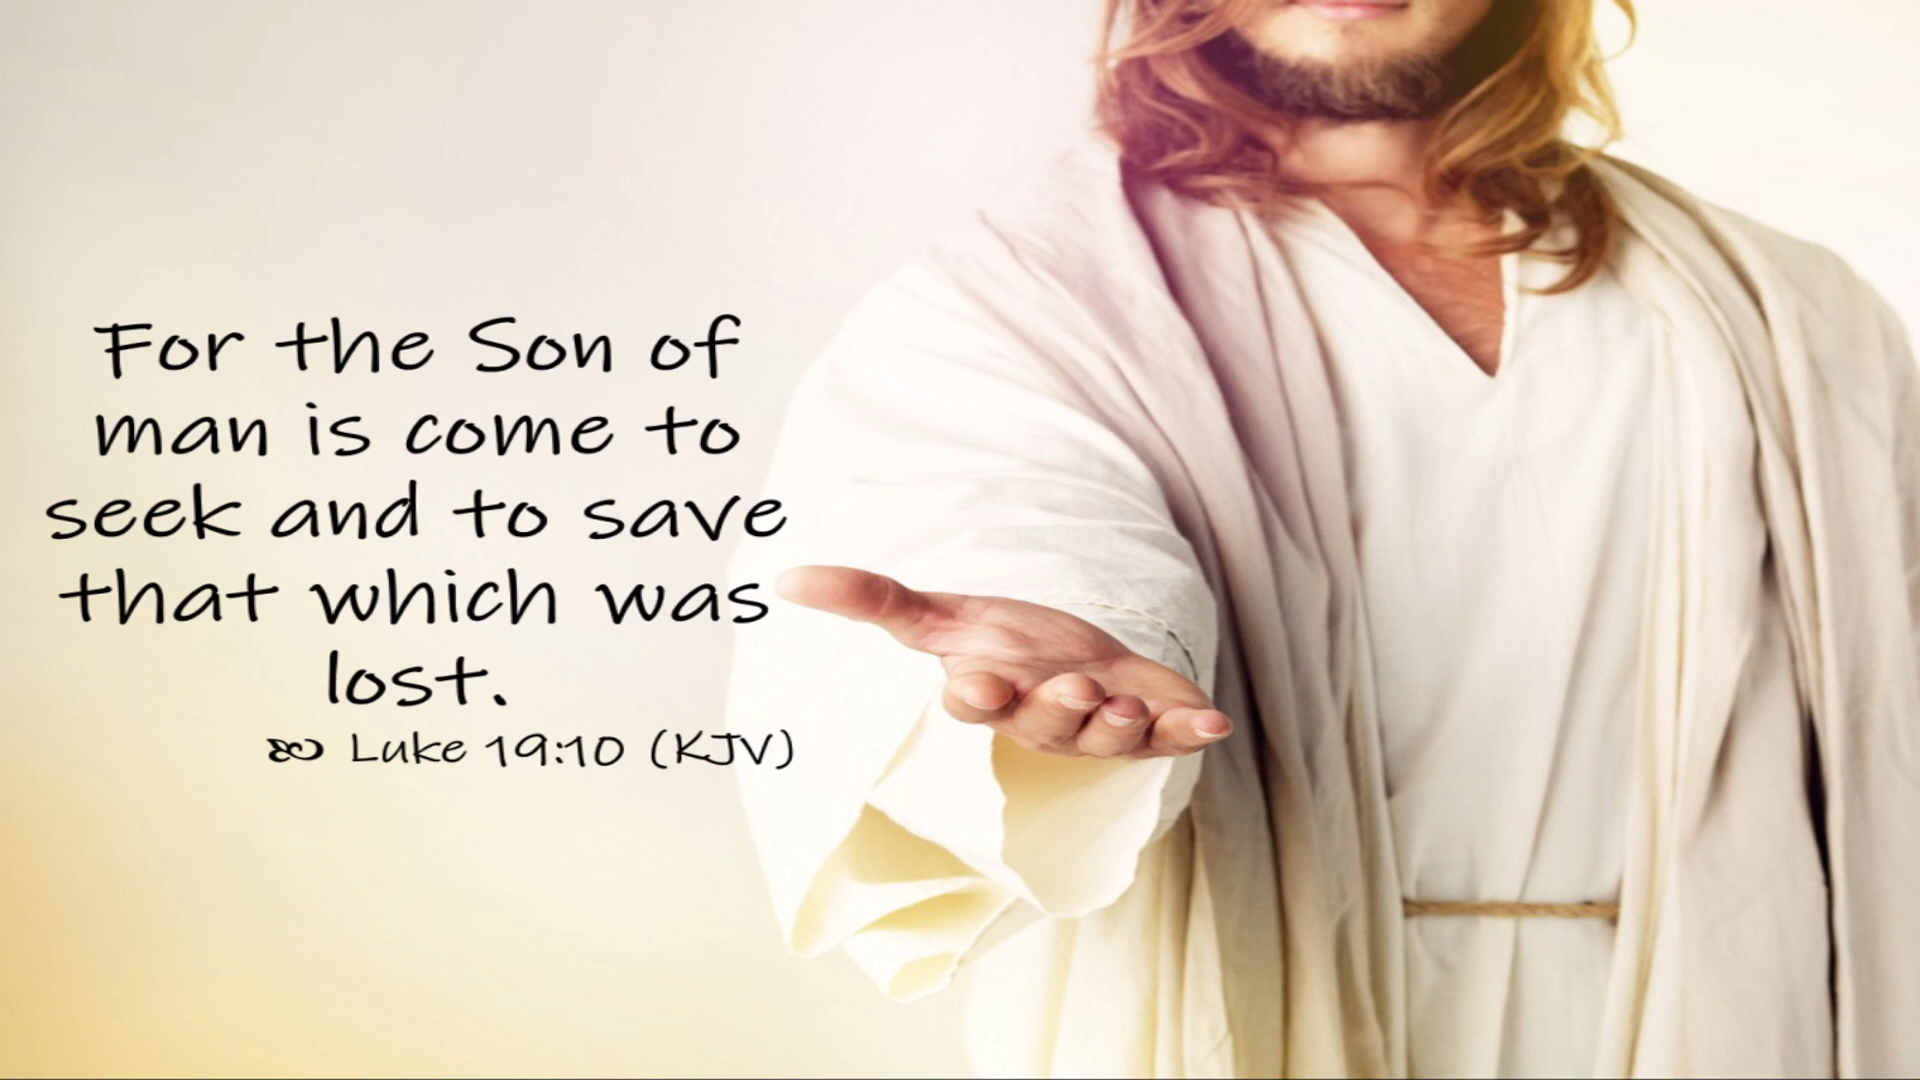 For the Son of
man is come to
seek and to save
that which was
lost.
Luke 19:10 (KJV)